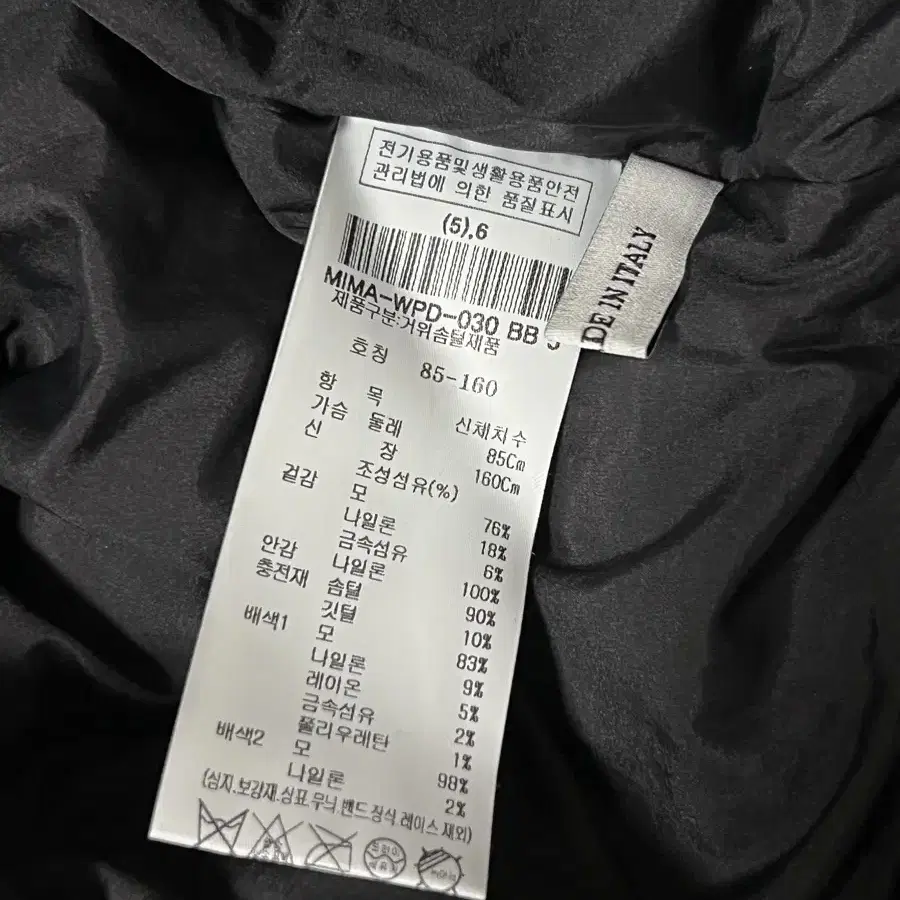 전기용품및생활용품안전
관리법에 의한 품질표시
(5).6
MIMA-WPD-030 BB
제품구분:거위솜털제품
호칭 85-160
항 목 신체치수
가슴 둘레 85Cm
신 장 160Cm
겉감 조성섬유(%)
모 76%
나일론 18%
금속섬유 6%
안감 나일론 100%
충전재 솜털 90%
깃털 10%
배색1 모 83%
나일론 9%
레이온 5%
금속섬유 2%
폴리우레탄 1%
배색2 모 98%
나일론 2%
(심지.보강재.상표.무늬.밴드.장식 레이스 제외)
DE IN ITALY